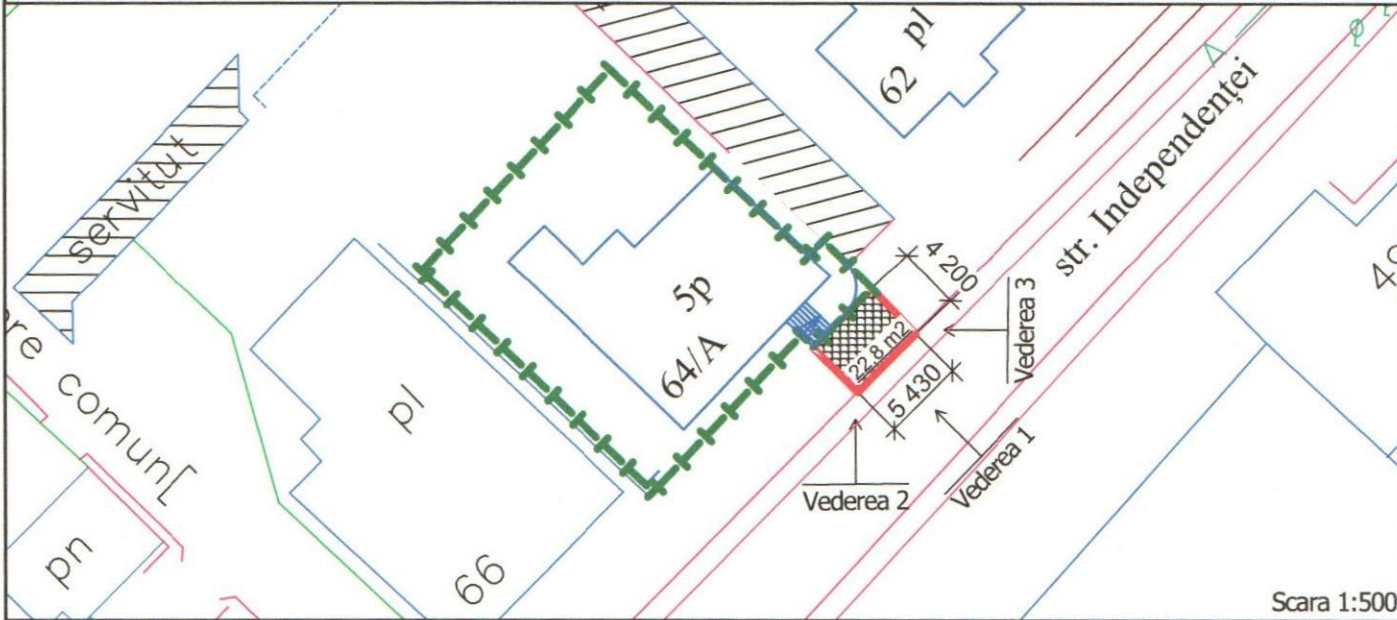 62 pl
str. Independenței
servitut
4 200
5p
64/A
22,8 m2
5 430
Vederea 3
Vederea 1
Vederea 2
pl
re comun[
pn
66
Scara 1:500